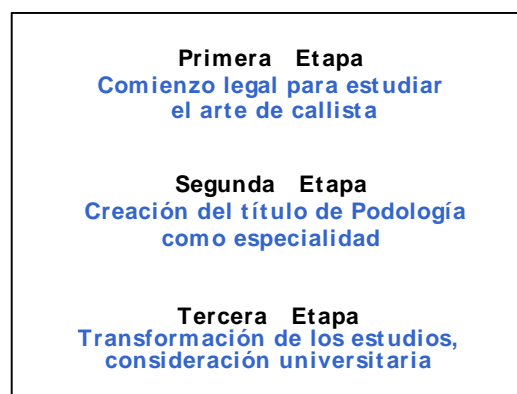 Primera Etapa
Comienzo legal para estudiar
el arte de callista
Segunda Etapa
Creación del título de Podología
como especialidad
Tercera Etapa
Transformación de los estudios,
consideración universitaria